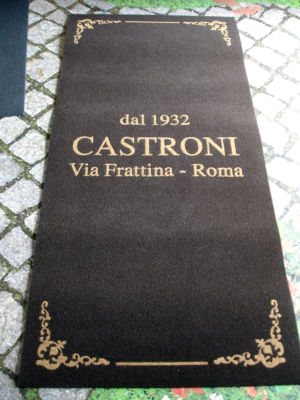 dal 1932
CASTRONI
Via Frattina - Roma